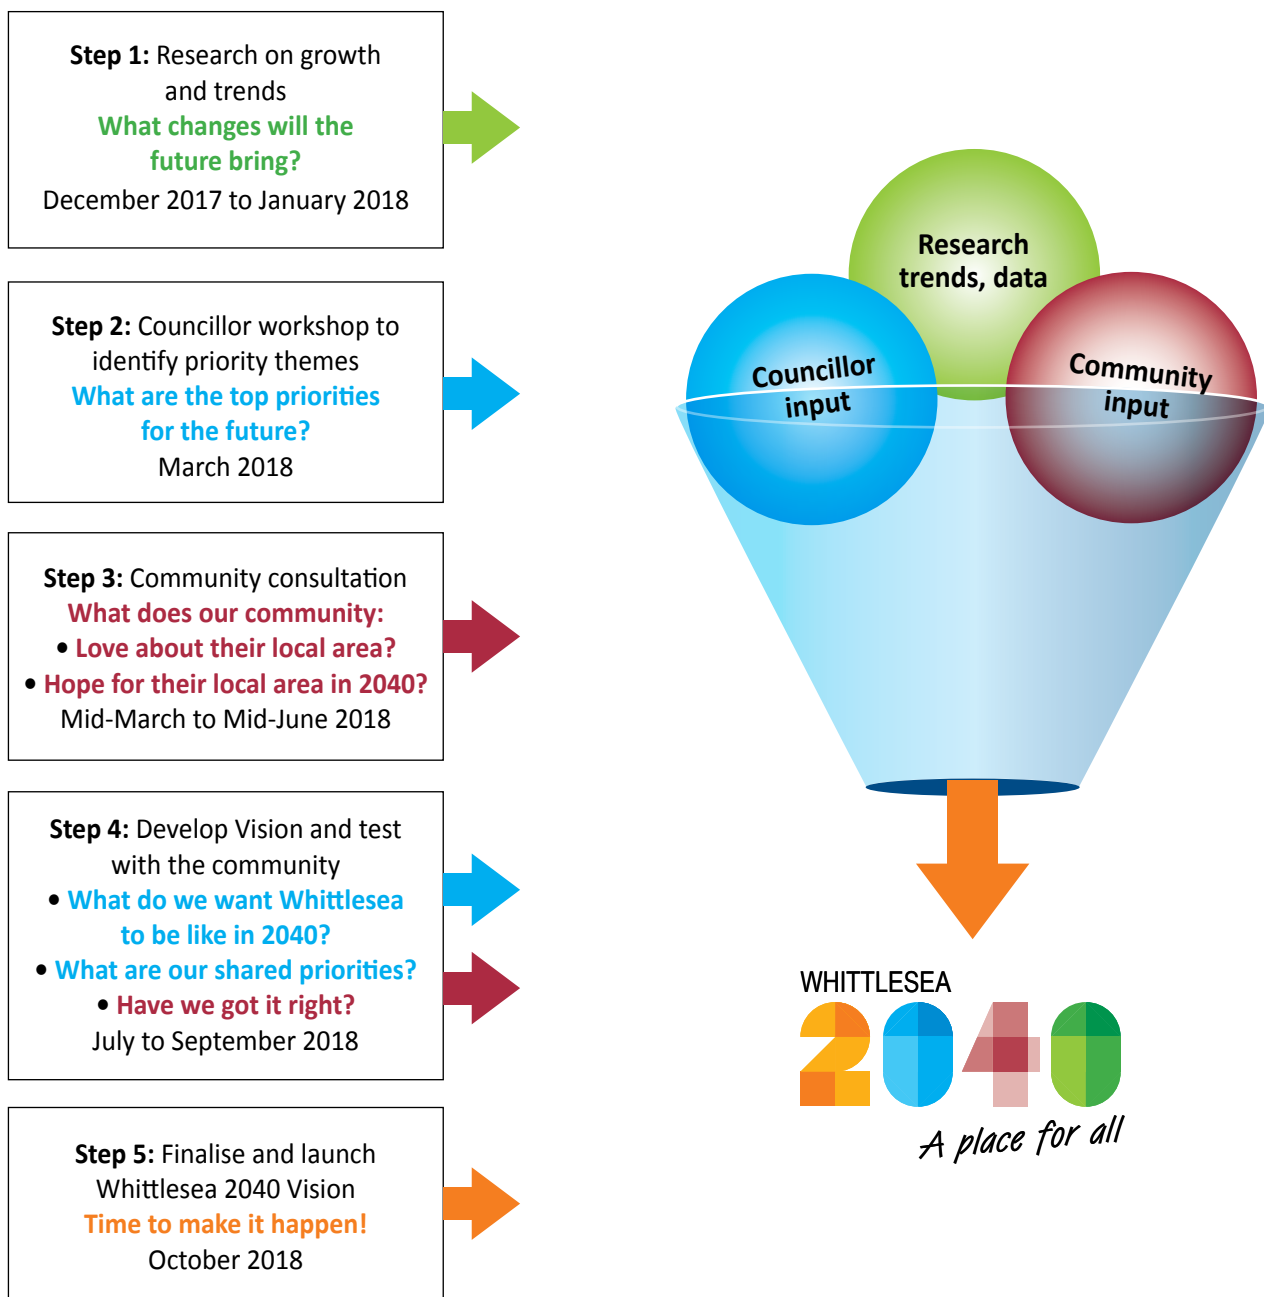 Step 1: Research on growth
and trends
What changes will the
future bring?
December 2017 to January 2018
Step 2: Councillor workshop to
identify priority themes
What are the top priorities
for the future?
March 2018
Step 3: Community consultation
What does our community:
• Love about their local area?
• Hope for their local area in 2040?
Mid-March to Mid-June 2018
Step 4: Develop Vision and test
with the community
• What do we want Whittlesea
to be like in 2040?
• What are our shared priorities?
• Have we got it right?
July to September 2018
Step 5: Finalise and launch
Whittlesea 2040 Vision
Time to make it happen!
October 2018
Research
trends, data
Councillor
input
Community
input
WHITTLESEA
2040
A place for all